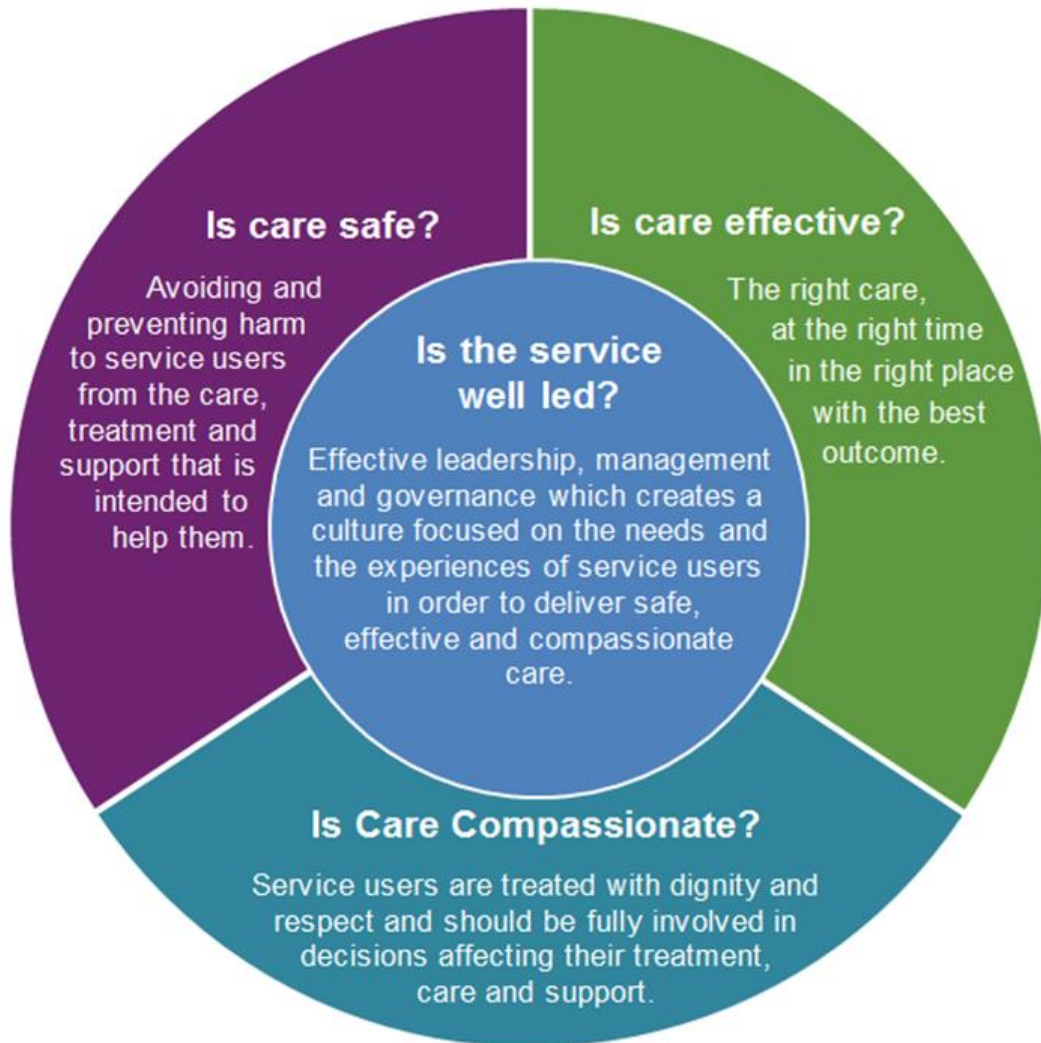 Is care safe?
Avoiding and
preventing harm
to service users
from the care,
treatment and
support that is
intended to
help them.
Is care effective?
The right care,
at the right time
in the right place
with the best
outcome.
Is the service
well led?
Effective leadership, management
and governance which creates a
culture focused on the needs and
the experiences of service users
in order to deliver safe,
effective and compassionate
care.
Is Care Compassionate?
Service users are treated with dignity and
respect and should be fully involved in
decisions affecting their treatment,
care and support.